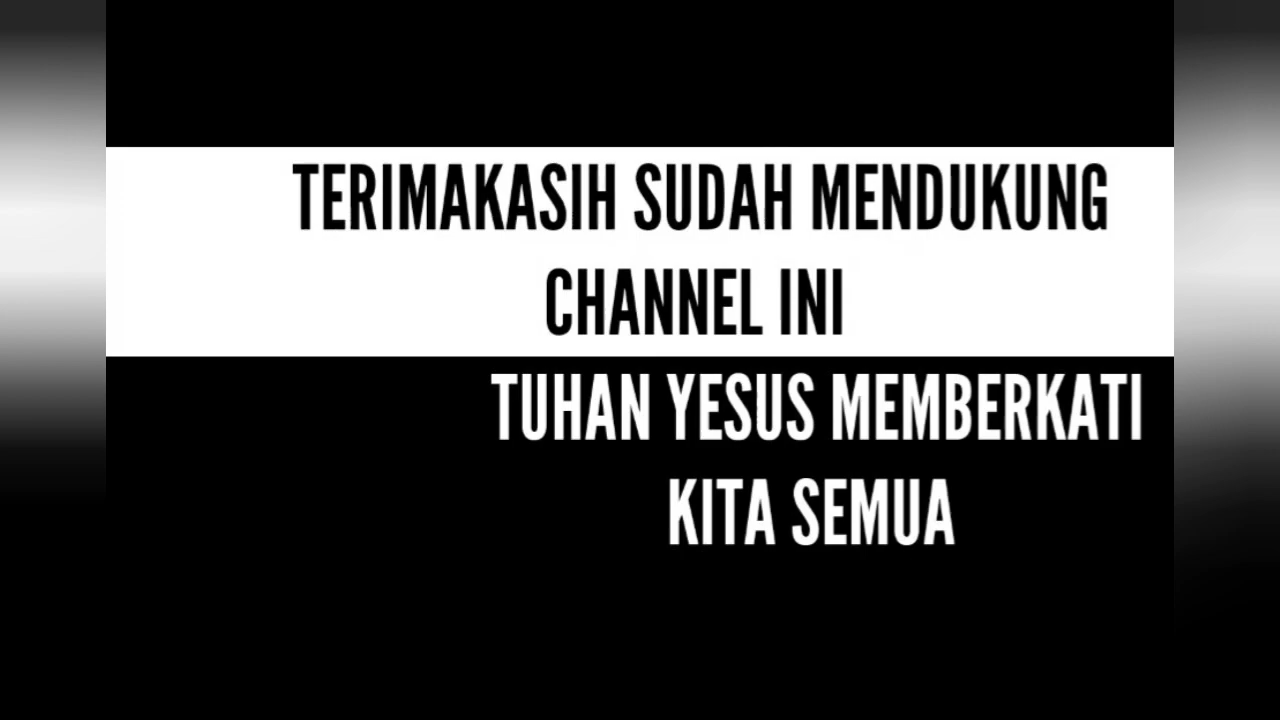 TERIMAKASIH SUDAH MENDUKUNG
CHANNEL INI
TUHAN YESUS MEMBERKATI
KITA SEMUA